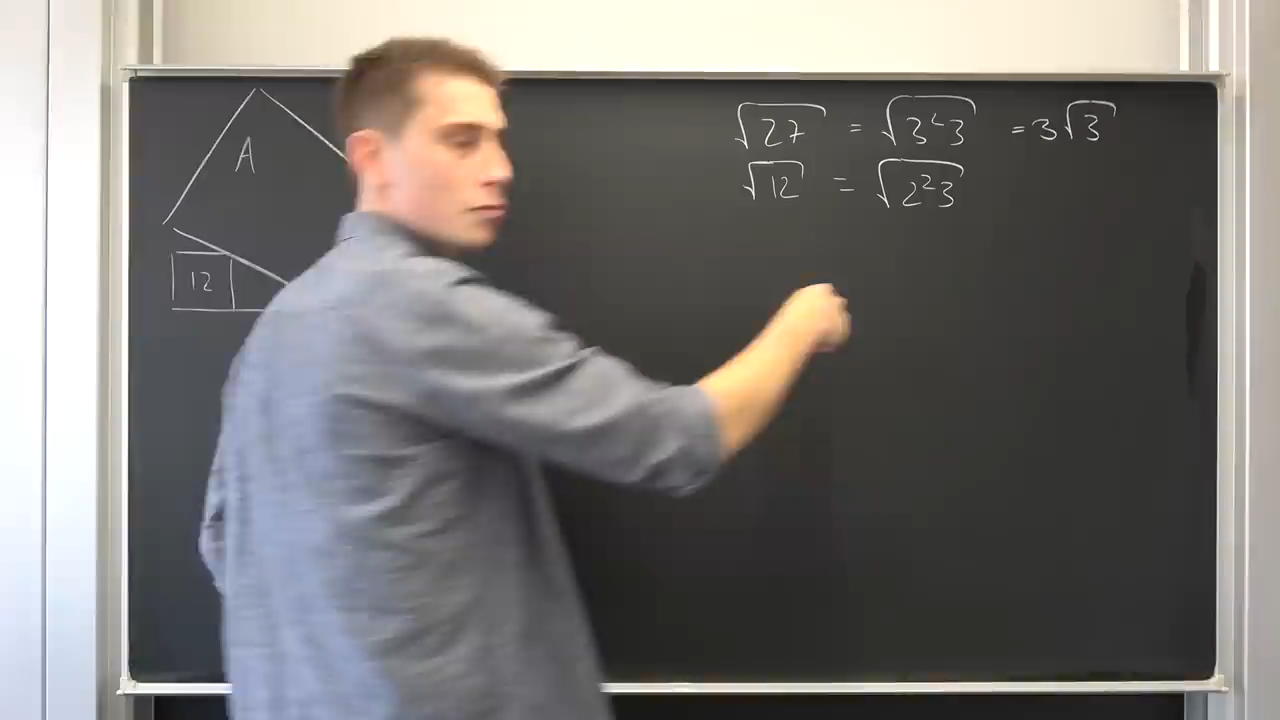 A
12
√27 = √3²3 = 3√3
√12 = √2²3